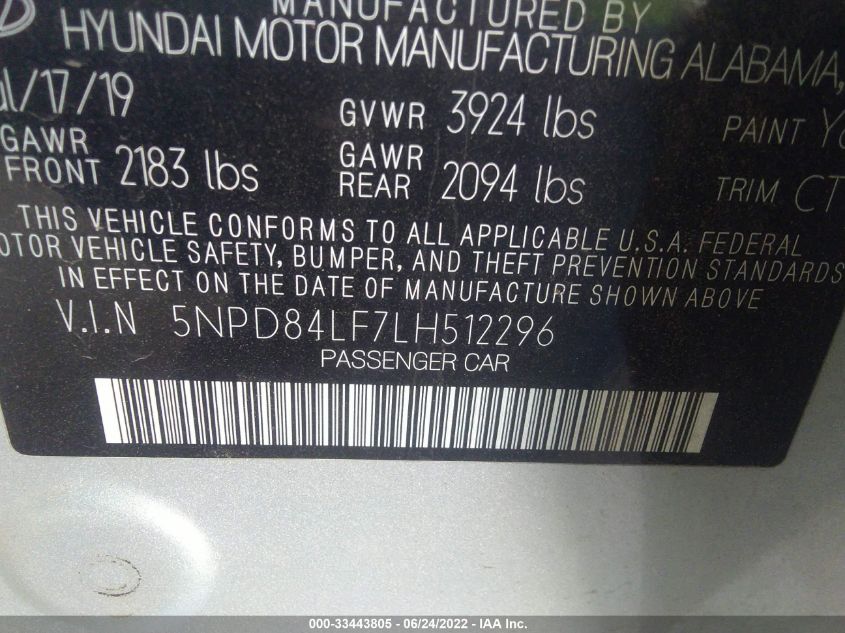 MANUFACTURED BY
HYUNDAI MOTOR MANUFACTURING ALABAMA,
/17/19 GVWR 3924 lbs PAINT
GAWR FRONT 2183 lbs GAWR REAR 2094 lbs TRIM CT
THIS VEHICLE CONFORMS TO ALL APPLICABLE U.S.A. FEDERAL
OTOR VEHICLE SAFETY, BUMPER, AND THEFT PREVENTION STANDARDS
IN EFFECT ON THE DATE OF MANUFACTURE SHOWN ABOVE
V.I.N 5NPD84LF7LH512296
PASSENGER CAR
000-33443805 - 06/24/2022 - IAA Inc.